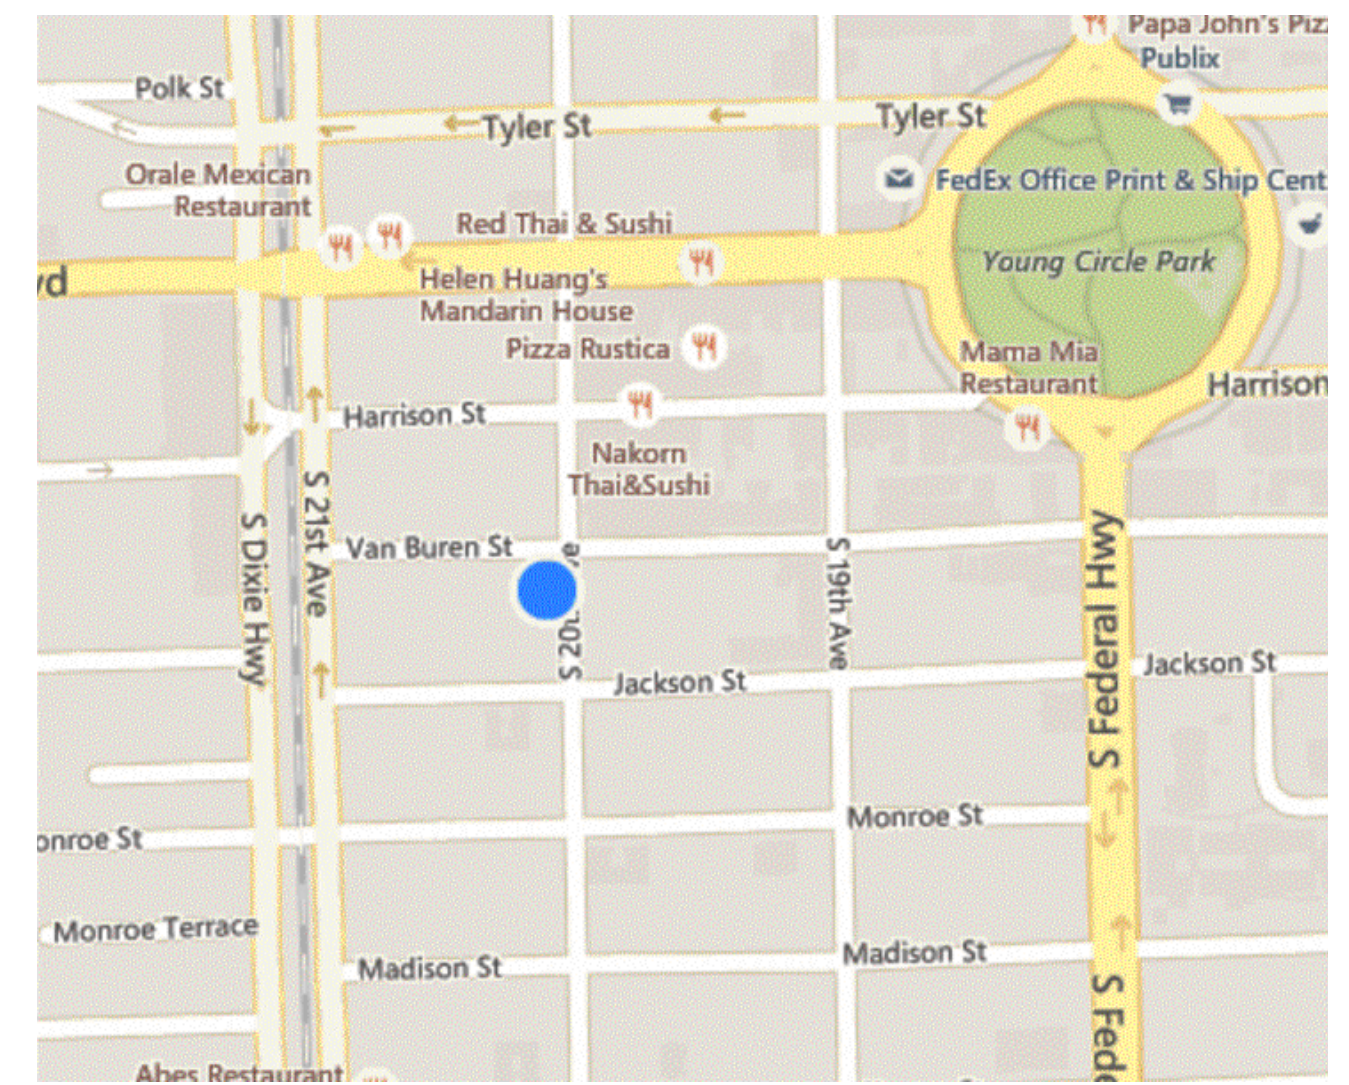 Papa John's Piz
Publix
Polk St
Tyler St
Tyler St
Orale Mexican
Restaurant
FedEx Office Print & Ship Cent
Red Thai & Sushi
Young Circle Park
yd
Helen Huang's
Mandarin House
Pizza Rustica
Mama Mia
Restaurant
Harrison
Harrison St
Nakorn
Thai&Sushi
S 21st Ave
S Dixie Hwy
Van Buren St
S 20
S 19th Ave
S Federal Hwy
Jackson St
Jackson St
Monroe St
onroe St
Monroe Terrace
Madison St
Madison St
S Fede
Abes Restaurant